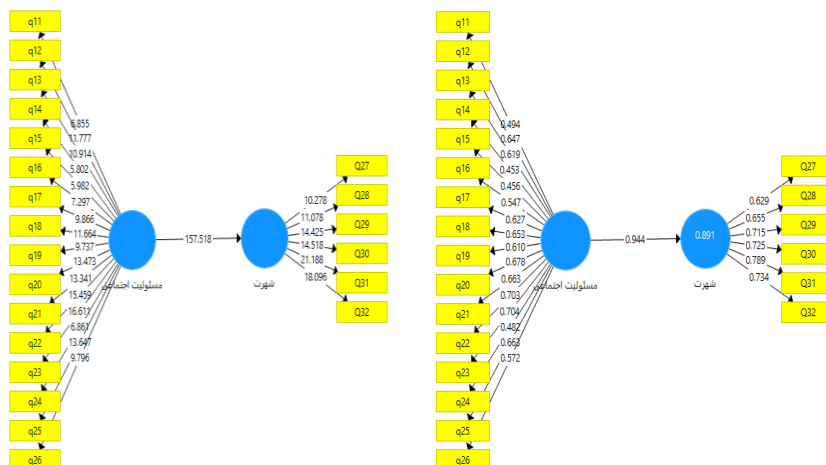 q11
q12
q13
q14
q15
q16
q17
q18
q19
q20
q21
q22
q23
q24
q25
q26
6.855
11.777
10.914
5.802
5.982
7.297
9.866
11.664
9.737
13.473
13.341
15.459
16.611
6.861
13.647
9.796
مسئولیت اجتماعی
157.518
شهرت
10.278
11.078
14.425
14.518
21.188
18.096
Q27
Q28
Q29
Q30
Q31
Q32
q11
q12
q13
q14
q15
q16
q17
q18
q19
q20
q21
q22
q23
q24
q25
q26
0.494
0.647
0.619
0.453
0.456
0.547
0.627
0.653
0.610
0.678
0.663
0.703
0.704
0.482
0.663
0.572
مسئولیت اجتماعی
0.944
0.891
شهرت
0.629
0.655
0.715
0.725
0.789
0.734
Q27
Q28
Q29
Q30
Q31
Q32